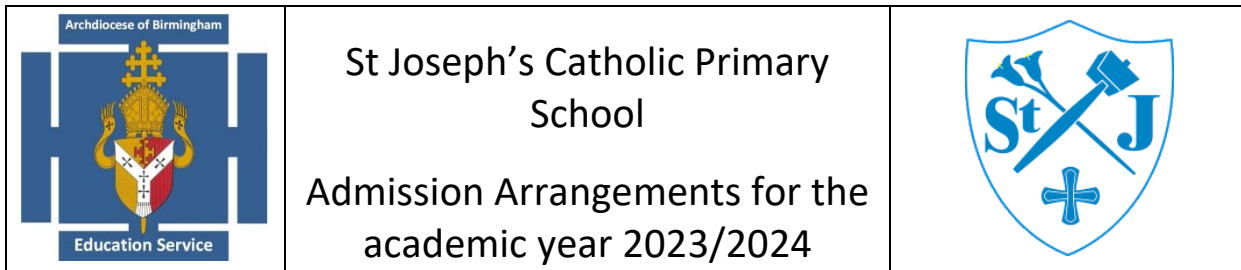 Archdiocese of Birmingham
Education Service
St Joseph’s Catholic Primary
School
Admission Arrangements for the
academic year 2023/2024
St J